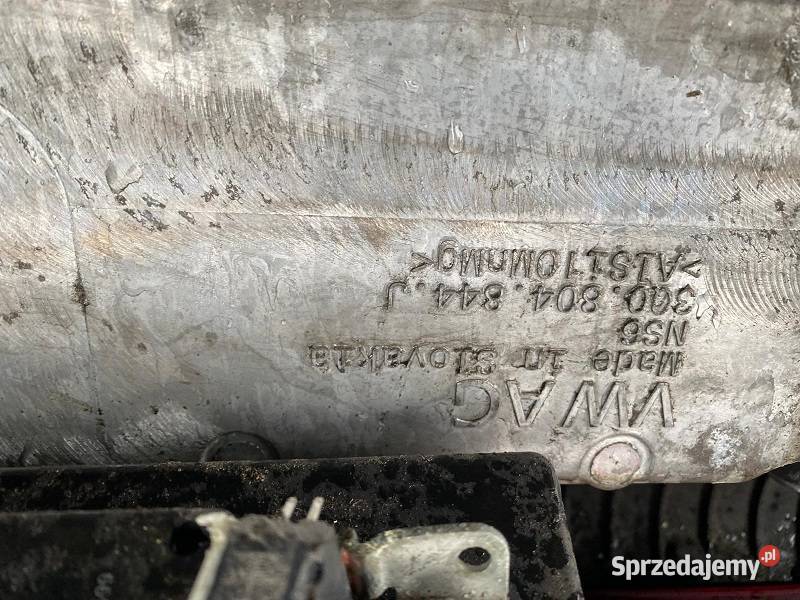 VWAG
Made in Slovakia
NS6
3Q0.804.844.J
>AlSi10MnMg<
Sprzedajemy.pl